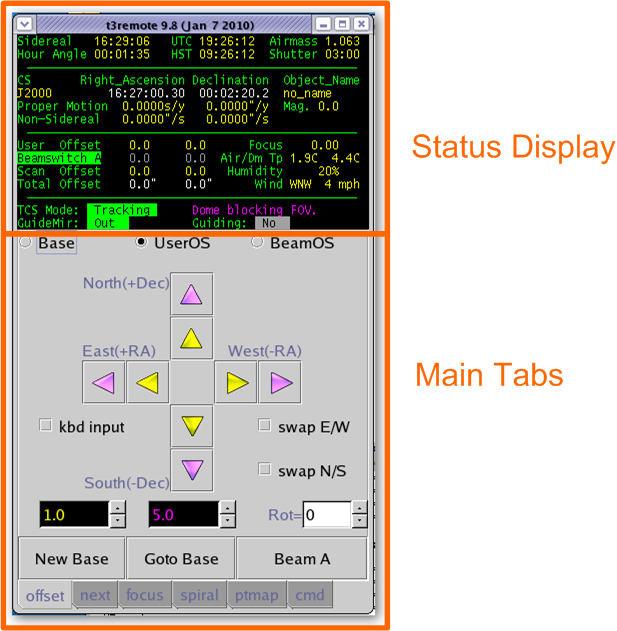 t3remote 9.8 (Jan 7 2010)
Sidereal 16:29:06 UTC 19:26:12 Airmass 1.063
Hour Angle 00:01:35 HST 09:26:12 Shutter 03:00
CS Right_Ascension Declination Object_Name
J2000 16:27:00.30 00:02:20.2 no_name
Proper Motion 0.0000s/y 0.0000"/y Mag. 0.0
Non-Sidereal 0.0000"/s 0.0000"/s
User Offset 0.0 0.0 Focus 0.00
Beamswitch A 0.0 0.0 Air/Dm Tp 1.9C 4.4C
Scan Offset 0.0 0.0 Humidity 20%
Total Offset 0.0" 0.0" Wind WNW 4 mph
TCS Mode: Tracking Dome blocking FOV.
GuideMir: Out Guiding: No
Status Display
Base UserOS BeamOS
North(+Dec)
East(+RA) West(-RA)
Main Tabs
kbd input swap E/W
swap N/S
South(-Dec)
1.0 5.0 Rot= 0
New Base Goto Base Beam A
offset next focus spiral ptmap cmd